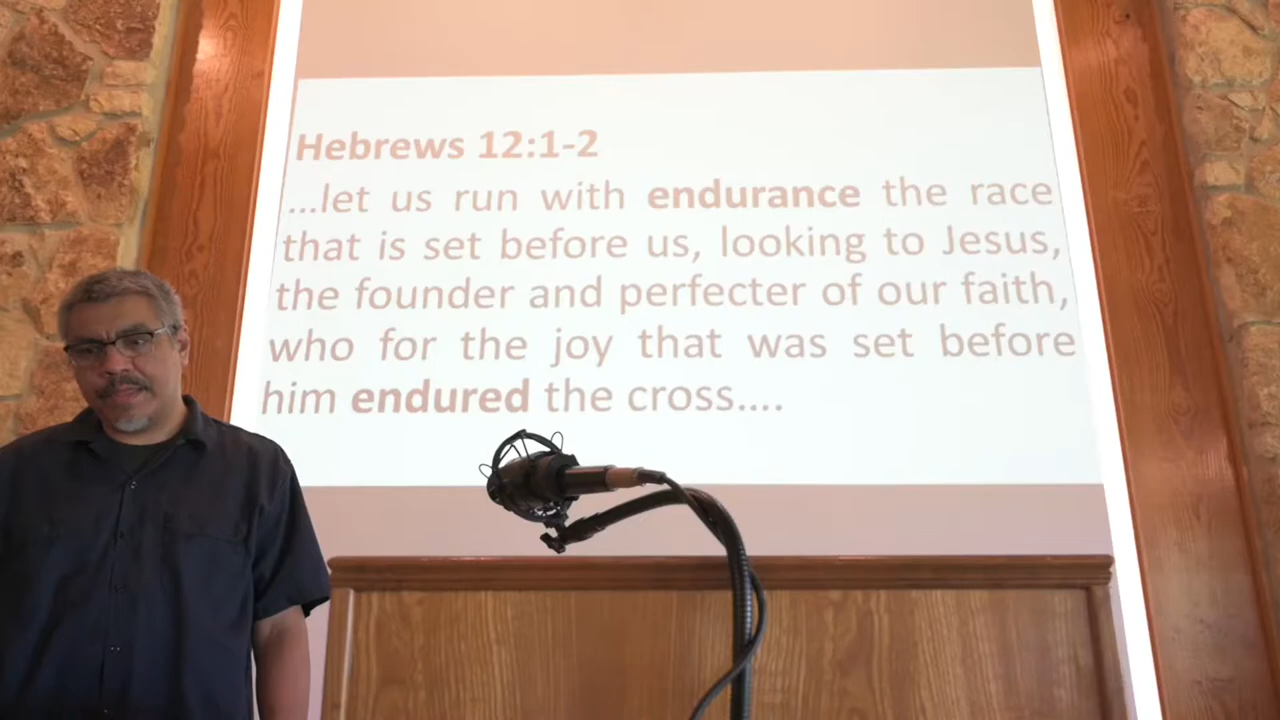 Hebrews 12:1-2
...let us run with endurance the race
that is set before us, looking to Jesus,
the founder and perfecter of our faith,
who for the joy that was set before
him endured the cross....